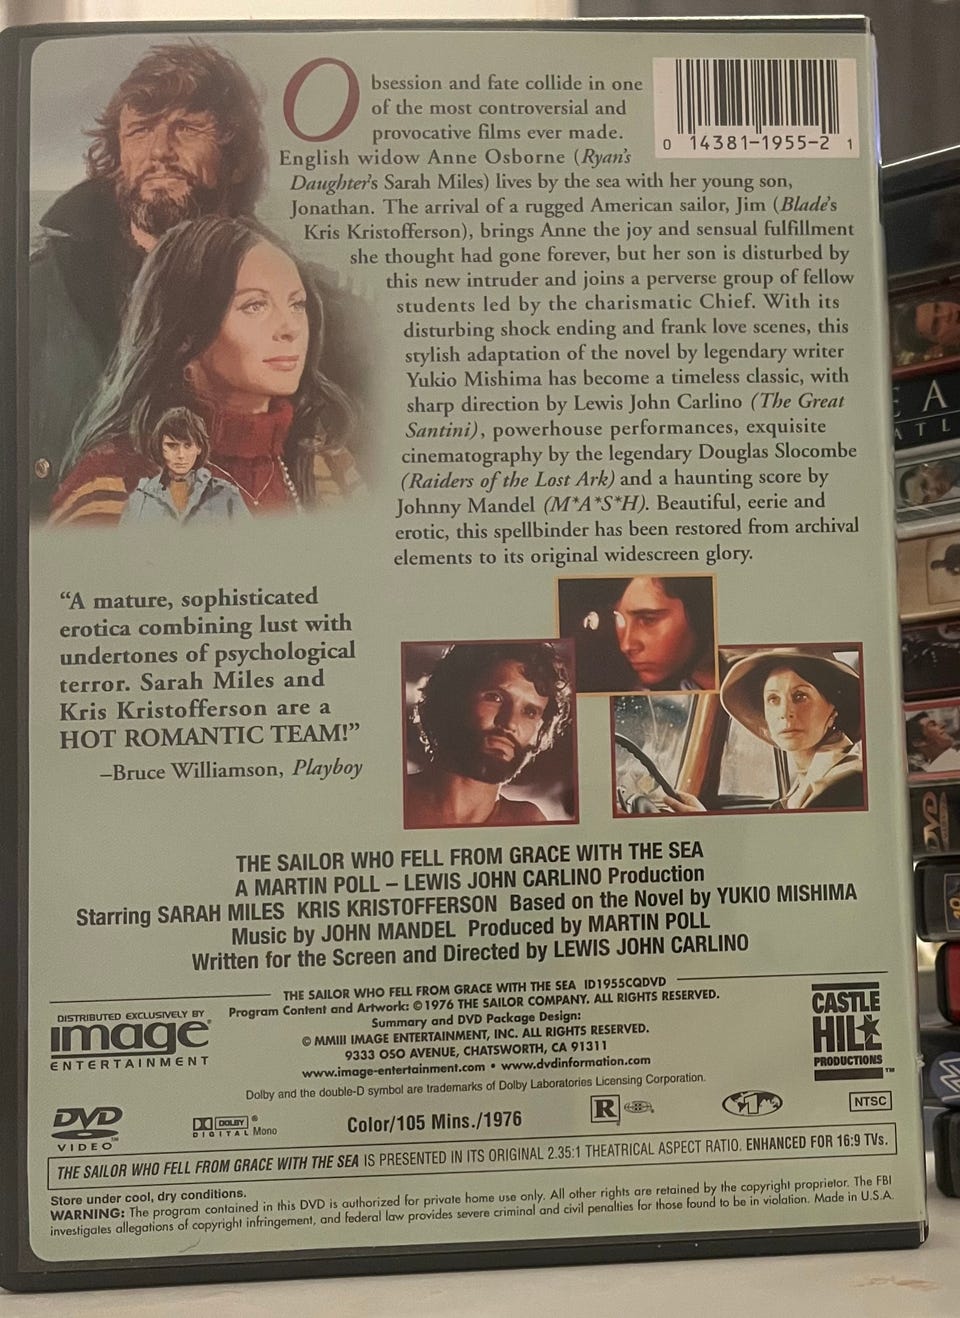 Obsession and fate collide in one
of the most controversial and
provocative films ever made.
English widow Anne Osborne (Ryan's
Daughter's Sarah Miles) lives by the sea with her young son,
Jonathan. The arrival of a rugged American sailor, Jim (Blade's
Kris Kristofferson), brings Anne the joy and sensual fulfillment
she thought had gone forever, but her son is disturbed by
this new intruder and joins a perverse group of fellow
students led by the charismatic Chief. With its
disturbing shock ending and frank love scenes, this
stylish adaptation of the novel by legendary writer
Yukio Mishima has become a timeless classic, with
sharp direction by Lewis John Carlino (The Great
Santini), powerhouse performances, exquisite
cinematography by the legendary Douglas Slocombe
(Raiders of the Lost Ark) and a haunting score by
Johnny Mandel (M*A*S*H). Beautiful, eerie and
erotic, this spellbinder has been restored from archival
elements to its original widescreen glory.
0 14381-1955-2 1
"A mature, sophisticated
erotica combining lust with
undertones of psychological
terror. Sarah Miles and
Kris Kristofferson are a
HOT ROMANTIC TEAM!"
–Bruce Williamson, Playboy
THE SAILOR WHO FELL FROM GRACE WITH THE SEA
A MARTIN POLL – LEWIS JOHN CARLINO Production
Starring SARAH MILES KRIS KRISTOFFERSON Based on the Novel by YUKIO MISHIMA
Music by JOHN MANDEL Produced by MARTIN POLL
Written for the Screen and Directed by LEWIS JOHN CARLINO
DISTRIBUTED EXCLUSIVELY BY
image®
ENTERTAINMENT
THE SAILOR WHO FELL FROM GRACE WITH THE SEA ID1955CQDVD
Program Content and Artwork: ©1976 THE SAILOR COMPANY. ALL RIGHTS RESERVED.
Summary and DVD Package Design:
© MMIII IMAGE ENTERTAINMENT, INC. ALL RIGHTS RESERVED.
9333 OSO AVENUE, CHATSWORTH, CA 91311
www.image-entertainment.com • www.dvdinformation.com
Dolby and the double-D symbol are trademarks of Dolby Laboratories Licensing Corporation.
CASTLE
HILL
PRODUCTIONS™
DVD
VIDEO™
DOLBY®
DIGITAL Mono
Color/105 Mins./1976
R
1
NTSC
THE SAILOR WHO FELL FROM GRACE WITH THE SEA IS PRESENTED IN ITS ORIGINAL 2.35:1 THEATRICAL ASPECT RATIO. ENHANCED FOR 16:9 TVs.
Store under cool, dry conditions.
WARNING: The program contained in this DVD is authorized for private home use only. All other rights are retained by the copyright proprietor. The FBI
investigates allegations of copyright infringement, and federal law provides severe criminal and civil penalties for those found to be in violation. Made in U.S.A.
DVD